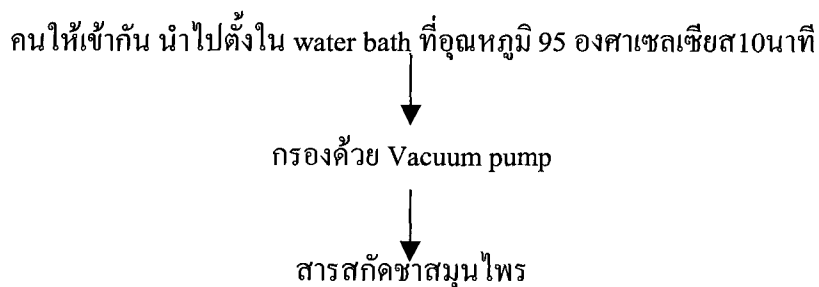 คนให้เข้ากัน นำไปตั้งใน water bath ที่อุณหภูมิ 95 องศาเซลเซียส10นาที
กรองด้วย Vacuum pump
สารสกัดชาสมุนไพร